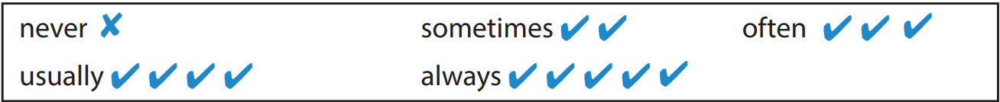 never ✘ sometimes ✔ ✔ often ✔ ✔ ✔
usually ✔ ✔ ✔ ✔ always ✔ ✔ ✔ ✔ ✔